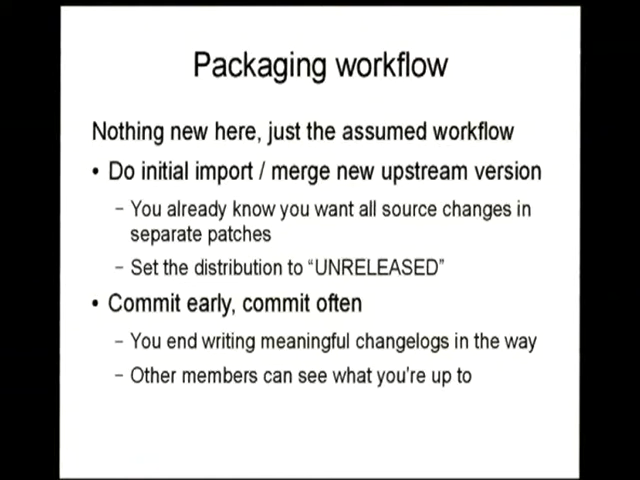 Packaging workflow
Nothing new here, just the assumed workflow
• Do initial import / merge new upstream version
– You already know you want all source changes in
separate patches
– Set the distribution to “UNRELEASED”
• Commit early, commit often
– You end writing meaningful changelogs in the way
– Other members can see what you're up to